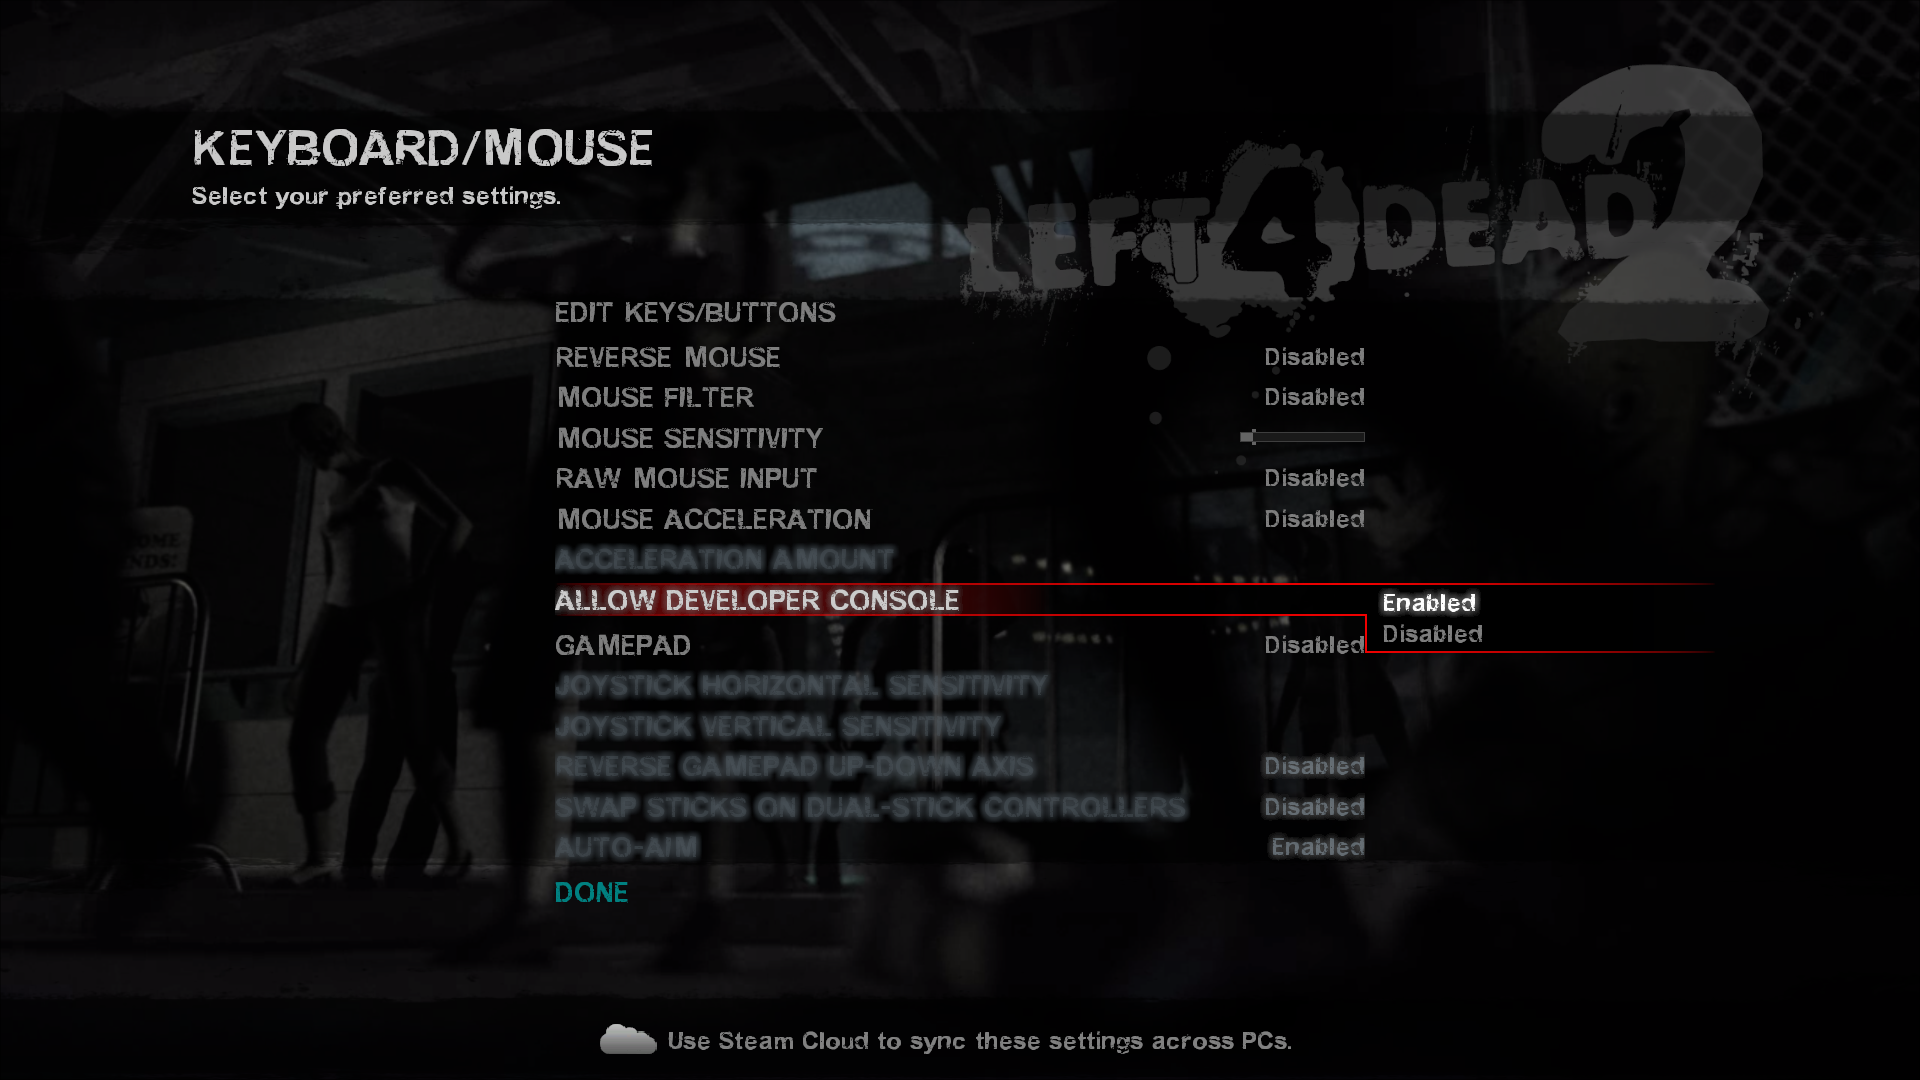 KEYBOARD/MOUSE
Select your preferred settings.
LEFT 4 DEAD 2
™
EDIT KEYS/BUTTONS
REVERSE MOUSE Disabled
MOUSE FILTER Disabled
MOUSE SENSITIVITY
RAW MOUSE INPUT Disabled
MOUSE ACCELERATION Disabled
ACCELERATION AMOUNT
ALLOW DEVELOPER CONSOLE Enabled
Disabled
GAMEPAD Disabled
JOYSTICK HORIZONTAL SENSITIVITY
JOYSTICK VERTICAL SENSITIVITY
REVERSE GAMEPAD UP-DOWN AXIS Disabled
SWAP STICKS ON DUAL-STICK CONTROLLERS Disabled
AUTO-AIM Enabled
DONE
Use Steam Cloud to sync these settings across PCs.